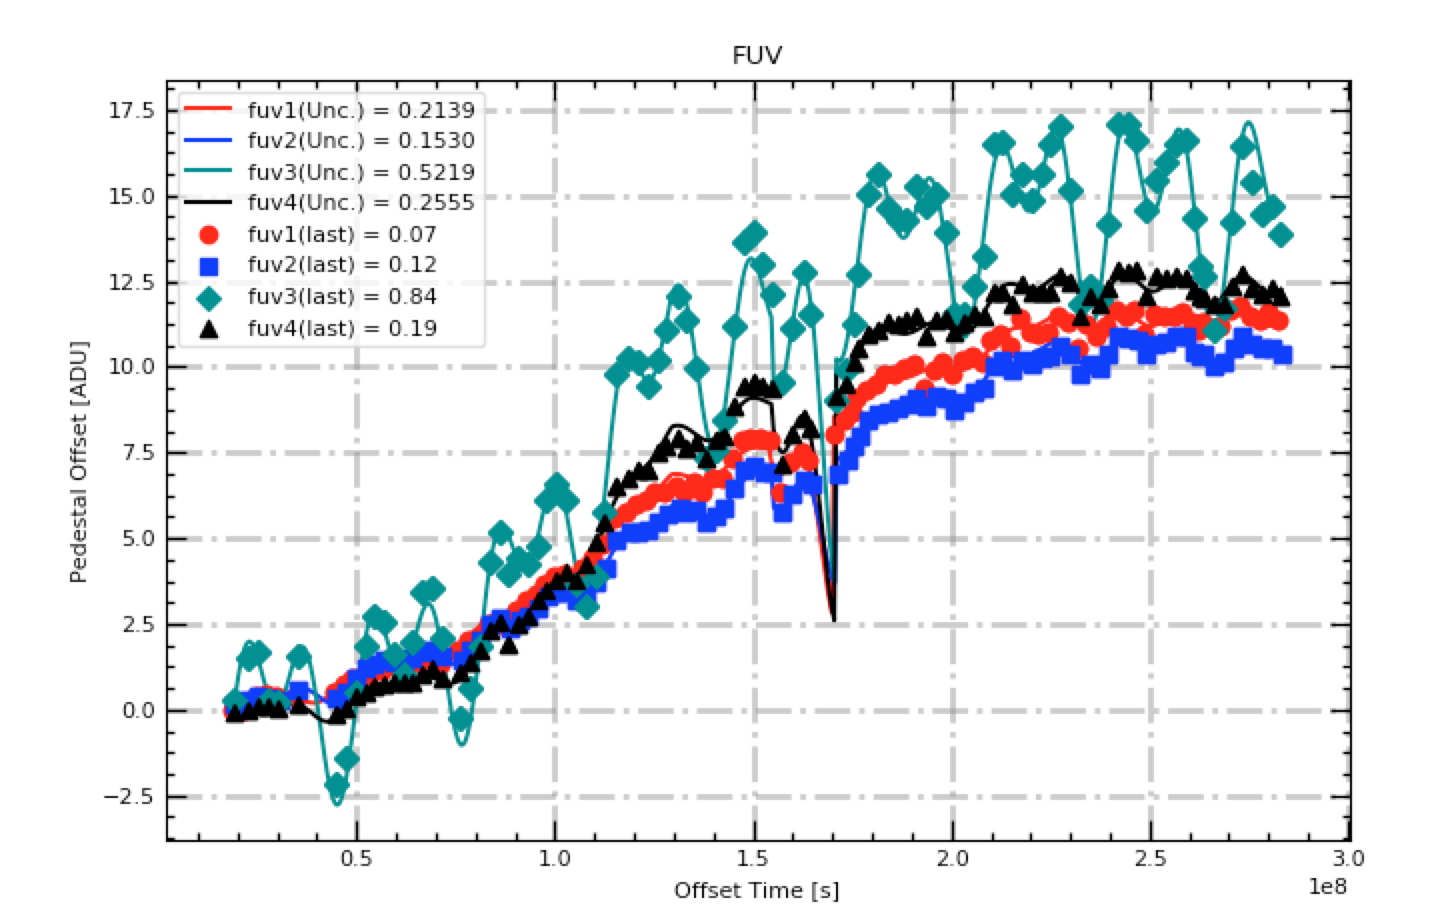 FUV
17.5
15.0
12.5
10.0
7.5
5.0
2.5
0.0
−2.5
Pedestal Offset [ADU]
fuv1(Unc.) = 0.2139
fuv2(Unc.) = 0.1530
fuv3(Unc.) = 0.5219
fuv4(Unc.) = 0.2555
fuv1(last) = 0.07
fuv2(last) = 0.12
fuv3(last) = 0.84
fuv4(last) = 0.19
0.5 1.0 1.5 2.0 2.5 3.0
1e8
Offset Time [s]